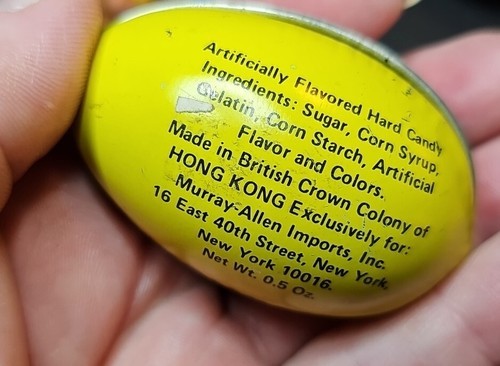 Artificially Flavored Hard Candy
Ingredients: Sugar, Corn Syrup,
Gelatin, Corn Starch, Artificial
Flavor and Colors.
Made in British Crown Colony of
HONG KONG Exclusively for:
Murray-Allen Imports, Inc.
16 East 40th Street, New York,
New York 10016.
Net Wt. 0.5 Oz.